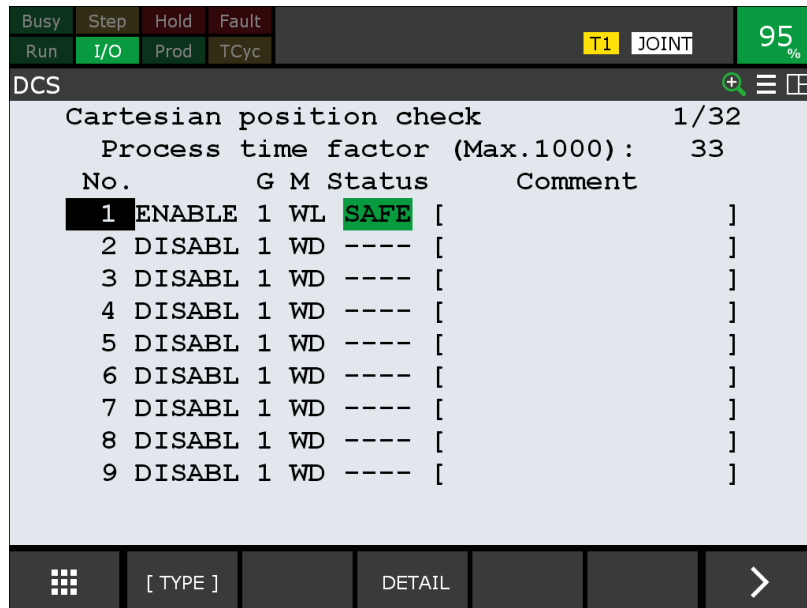 Busy Step Hold Fault
Run I/O Prod TCyc T1 JOINT 95%
DCS
Cartesian position check 1/32
Process time factor (Max.1000): 33
No. G M Status Comment
1 ENABLE 1 WL SAFE [ ]
2 DISABL 1 WD ---- [ ]
3 DISABL 1 WD ---- [ ]
4 DISABL 1 WD ---- [ ]
5 DISABL 1 WD ---- [ ]
6 DISABL 1 WD ---- [ ]
7 DISABL 1 WD ---- [ ]
8 DISABL 1 WD ---- [ ]
9 DISABL 1 WD ---- [ ]
[ TYPE ] DETAIL >